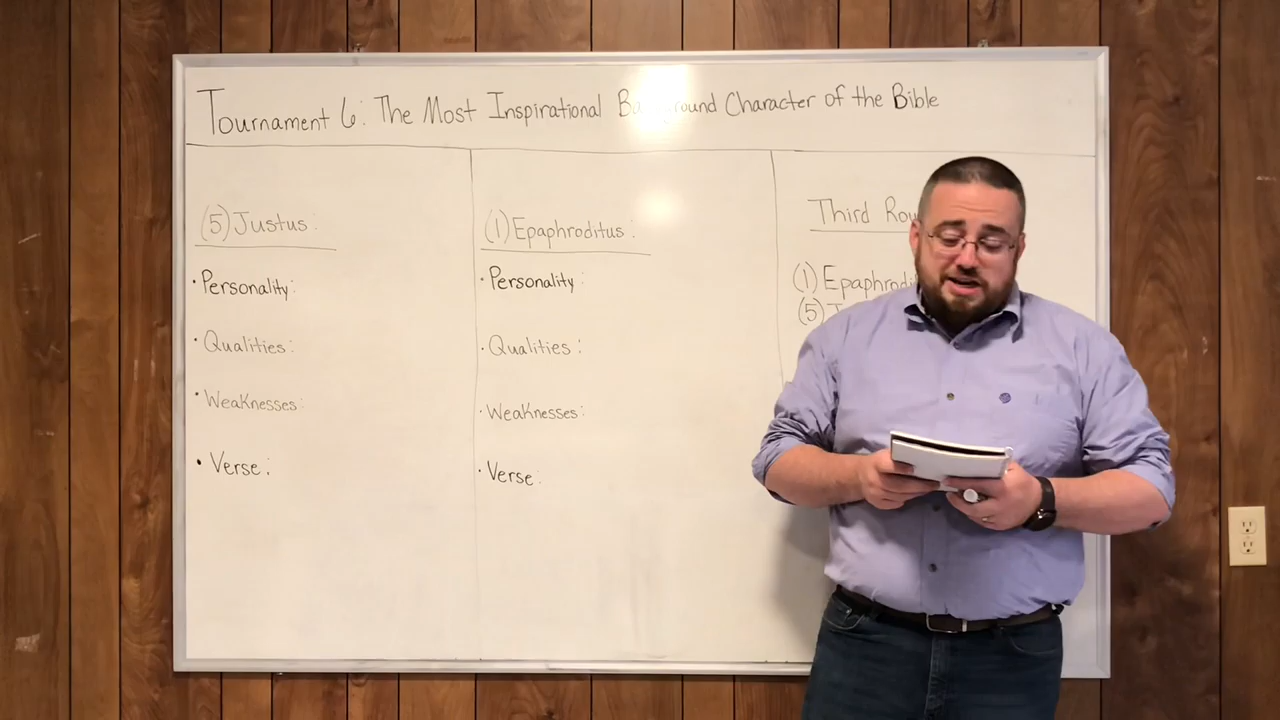 Tournament 6: The Most Inspirational Background Character of the Bible
(5) Justus:
• Personality:
• Qualities:
• Weaknesses:
• Verse:
(1) Epaphroditus:
• Personality:
• Qualities:
• Weaknesses:
• Verse:
Third
(1)
(5)